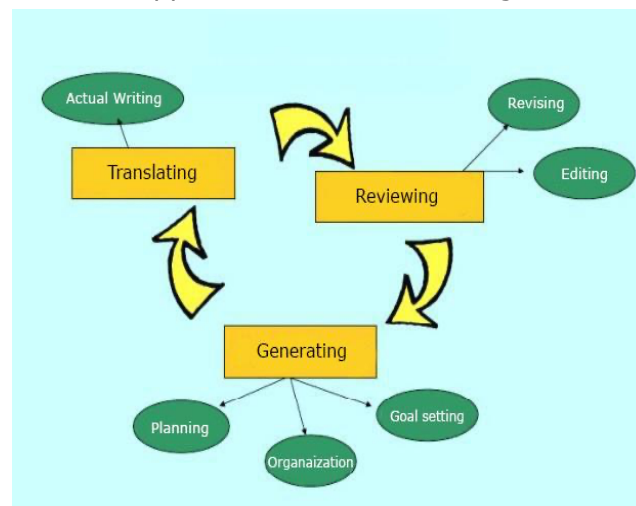 Actual Writing
Translating
Revising
Editing
Reviewing
Generating
Planning
Goal setting
Organaization